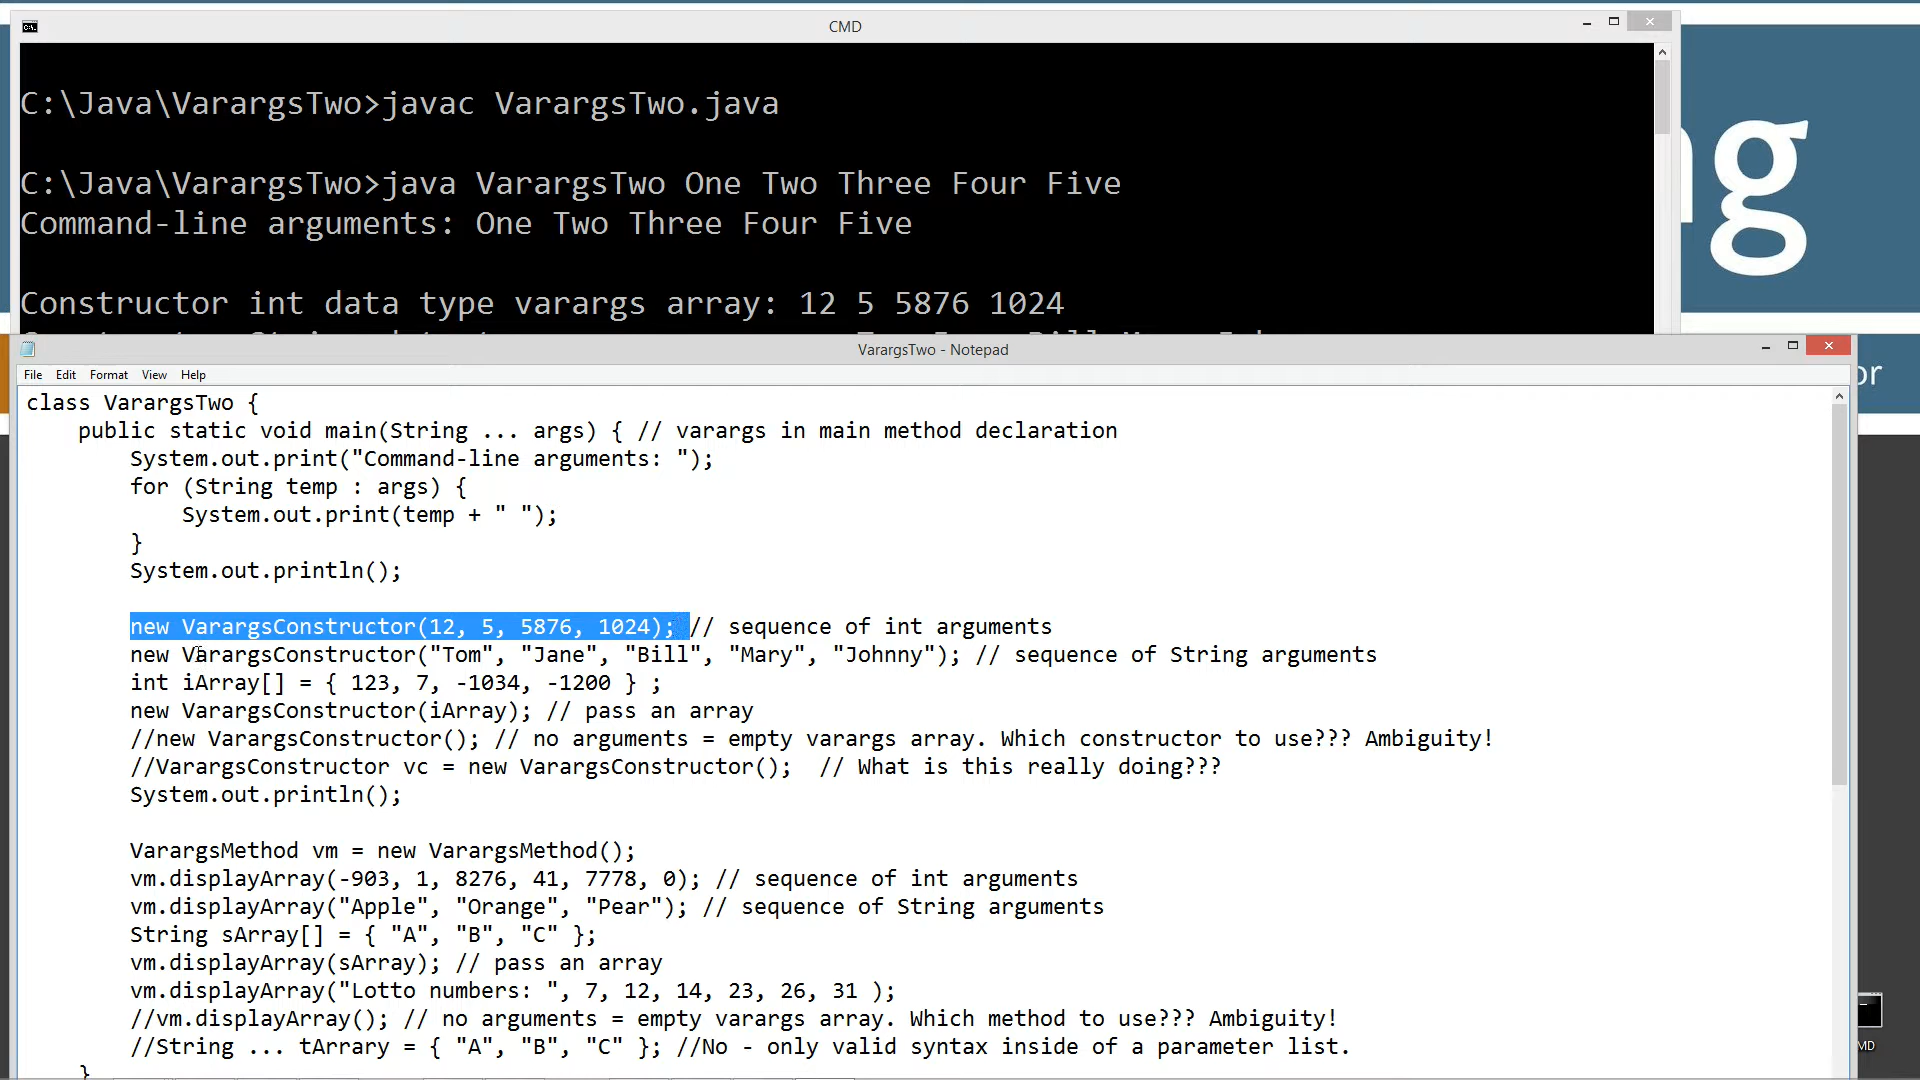 CMD
C:\Java\VarargsTwo>javac VarargsTwo.java
C:\Java\VarargsTwo>java VarargsTwo One Two Three Four Five
Command-line arguments: One Two Three Four Five
Constructor int data type varargs array: 12 5 5876 1024
g
VarargsTwo - Notepad
or
File Edit Format View Help
class VarargsTwo {
public static void main(String ... args) { // varargs in main method declaration
System.out.print("Command-line arguments: ");
for (String temp : args) {
System.out.print(temp + " ");
}
System.out.println();
new VarargsConstructor(12, 5, 5876, 1024); // sequence of int arguments
new VarargsConstructor("Tom", "Jane", "Bill", "Mary", "Johnny"); // sequence of String arguments
int iArray[] = { 123, 7, -1034, -1200 } ;
new VarargsConstructor(iArray); // pass an array
//new VarargsConstructor(); // no arguments = empty varargs array. Which constructor to use??? Ambiguity!
//VarargsConstructor vc = new VarargsConstructor();  // What is this really doing???
System.out.println();
VarargsMethod vm = new VarargsMethod();
vm.displayArray(-903, 1, 8276, 41, 7778, 0); // sequence of int arguments
vm.displayArray("Apple", "Orange", "Pear"); // sequence of String arguments
String sArray[] = { "A", "B", "C" };
vm.displayArray(sArray); // pass an array
vm.displayArray("Lotto numbers: ", 7, 12, 14, 23, 26, 31 );
//vm.displayArray(); // no arguments = empty varargs array. Which method to use??? Ambiguity!
//String ... tArrary = { "A", "B", "C" }; //No - only valid syntax inside of a parameter list.
}
MD